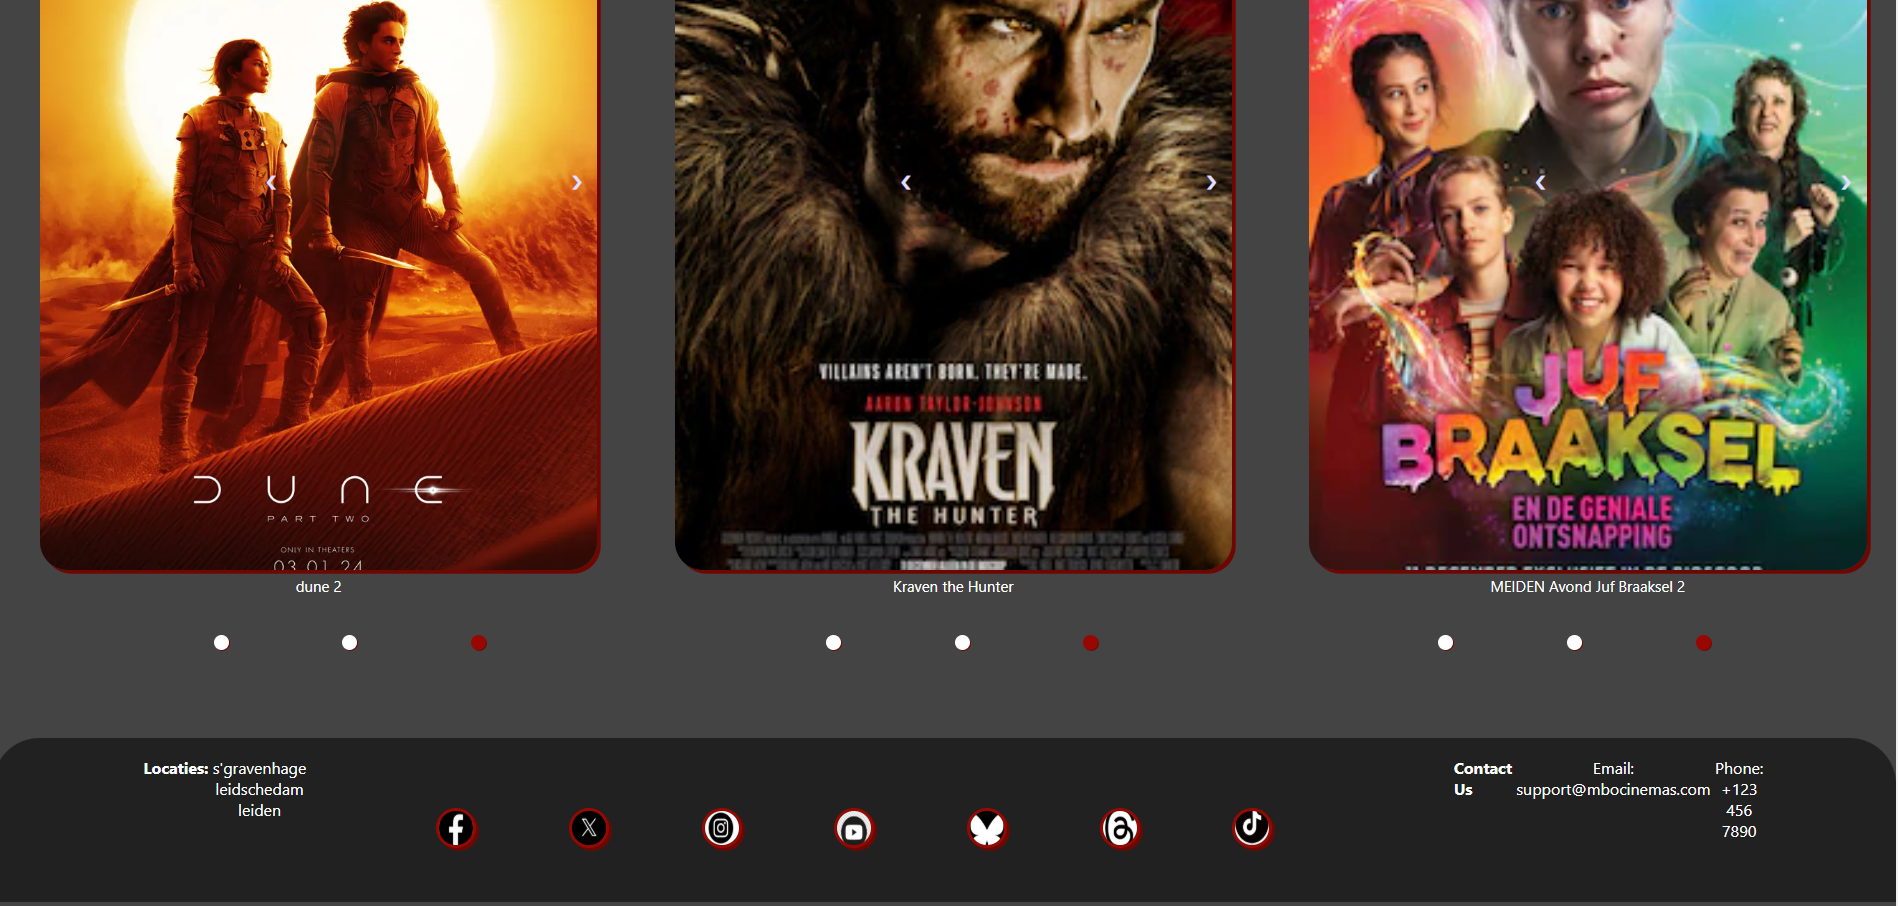 DUNE
PART TWO
ONLY IN THEATERS
03.01.24
dune 2
VILLAINS AREN'T BORN. THEY'RE MADE.
AARON TAYLOR-JOHNSON
KRAVEN
THE HUNTER
Kraven the Hunter
JUF
BRAAKSEL
EN DE GENIALE
ONTSNAPPING
MEIDEN Avond Juf Braaksel 2
Locaties: s'gravenhage
leidschedam
leiden
Contact
Us
Email:
support@mbocinemas.com
Phone:
+123
456
7890